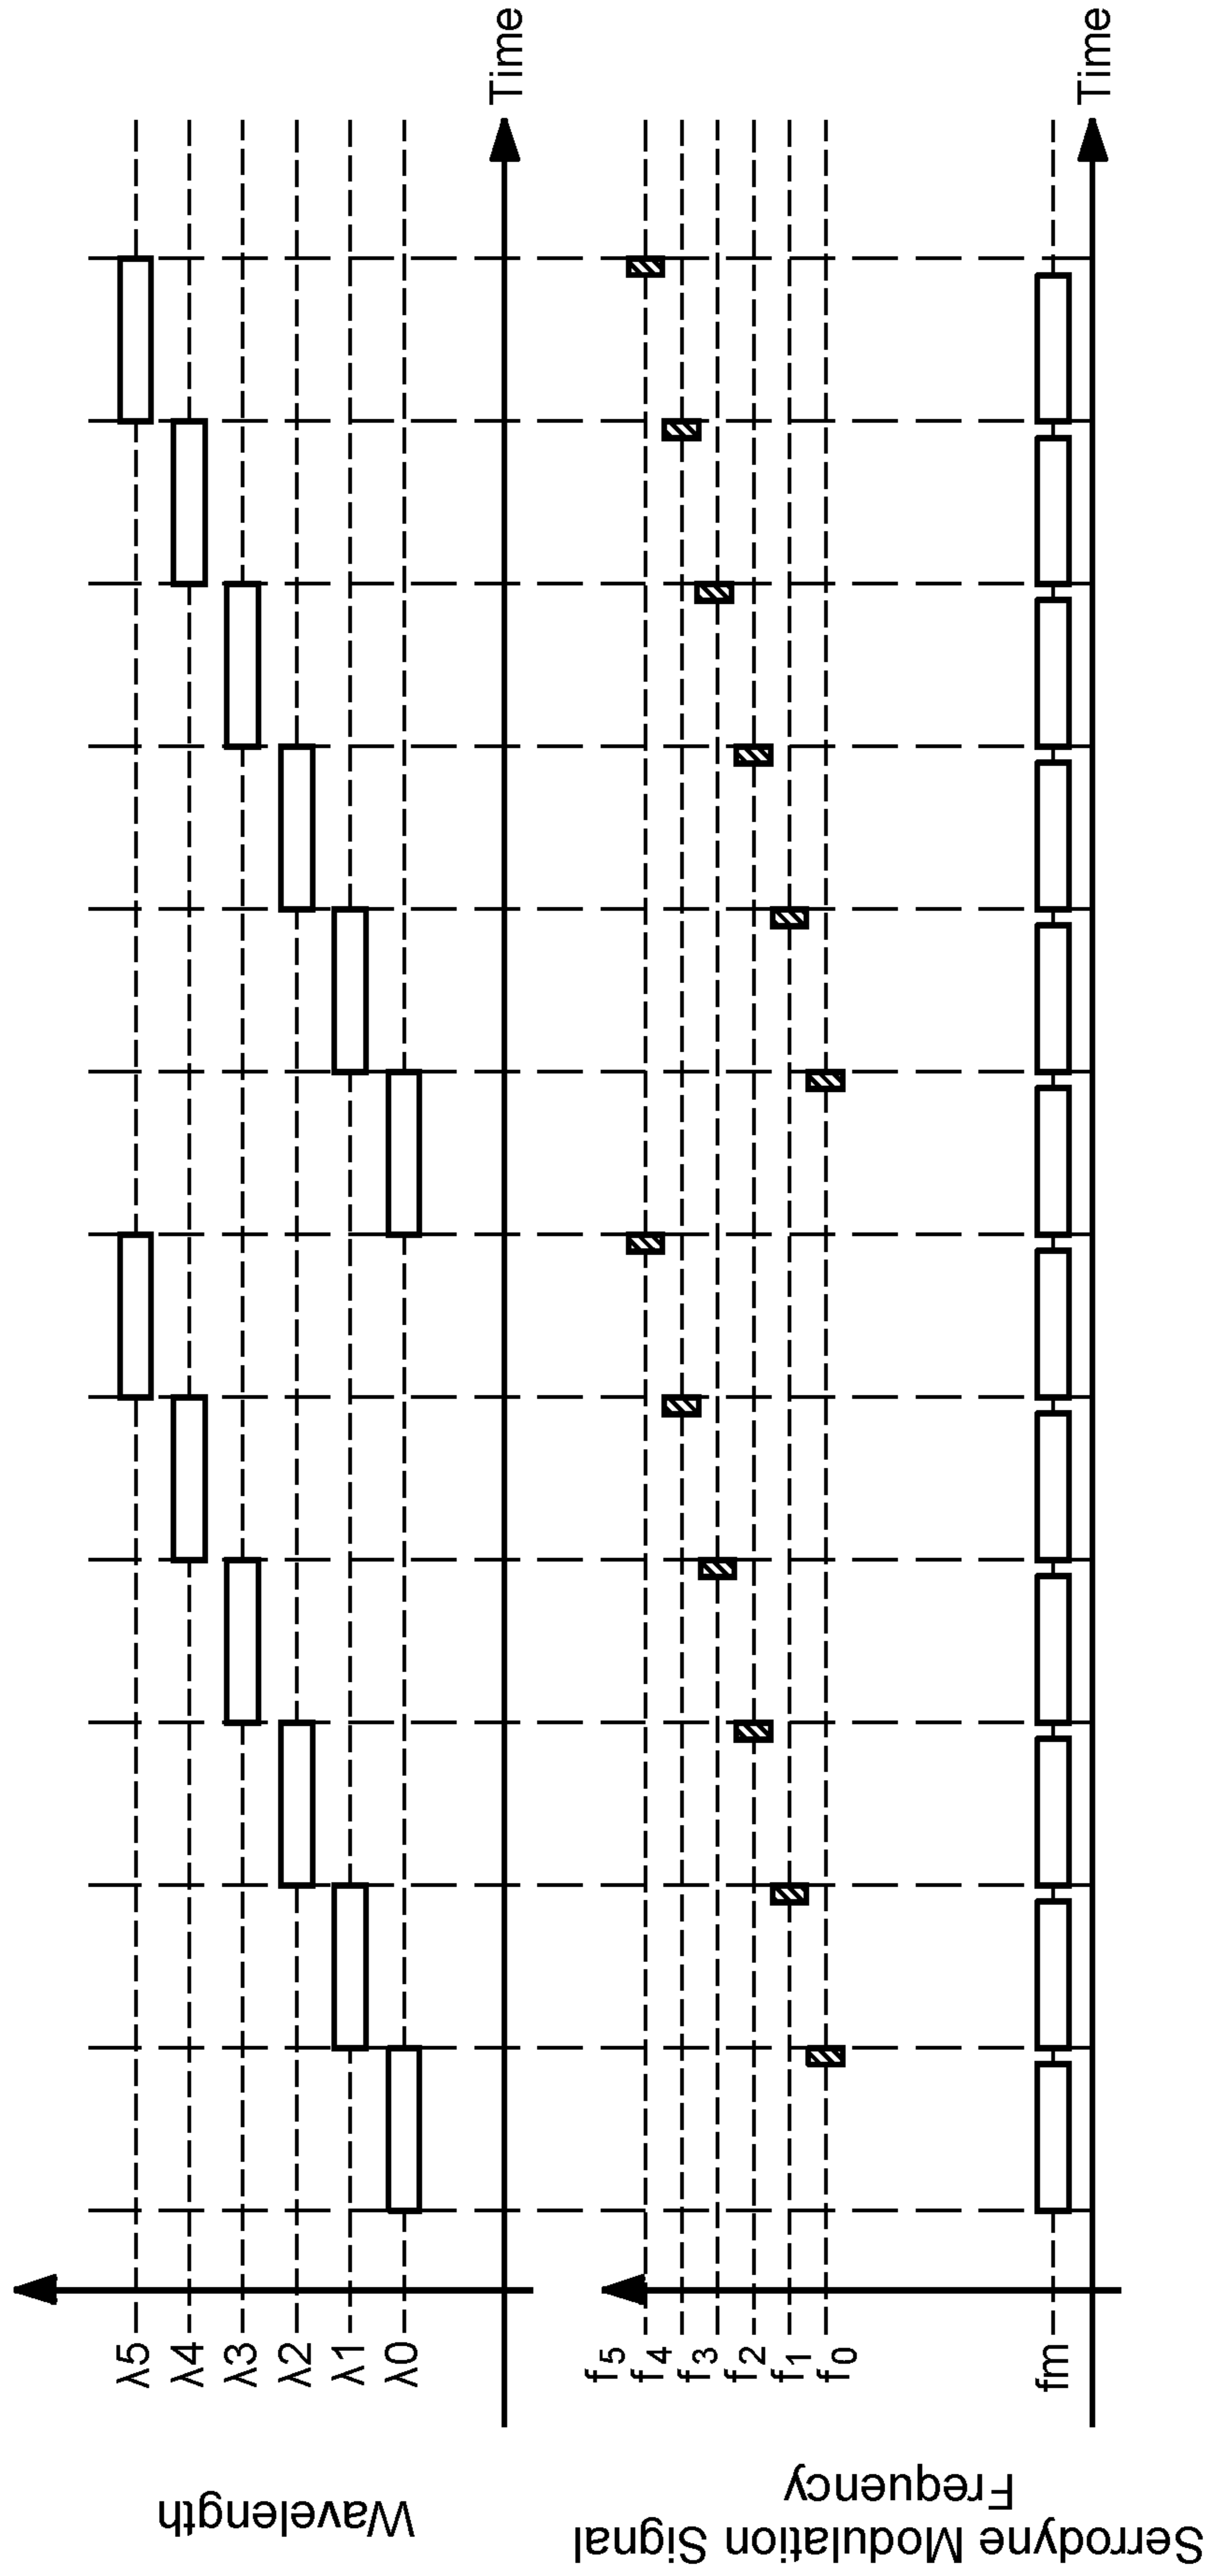 Wavelength
λ5
λ4
λ3
λ2
λ1
λ0
Time
Serrodyne Modulation Signal
Frequency
f5
f4
f3
f2
f1
f0
fm
Time